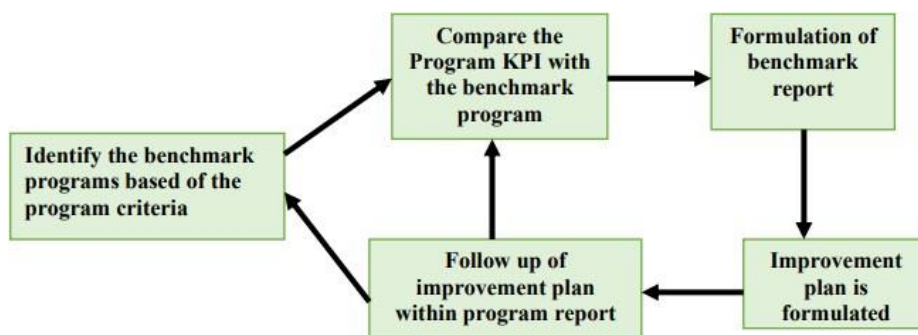 Compare the
Program KPI with
the benchmark
program
Formulation of
benchmark
report
Identify the benchmark
programs based of the
program criteria
Follow up of
improvement plan
within program report
Improvement
plan is
formulated